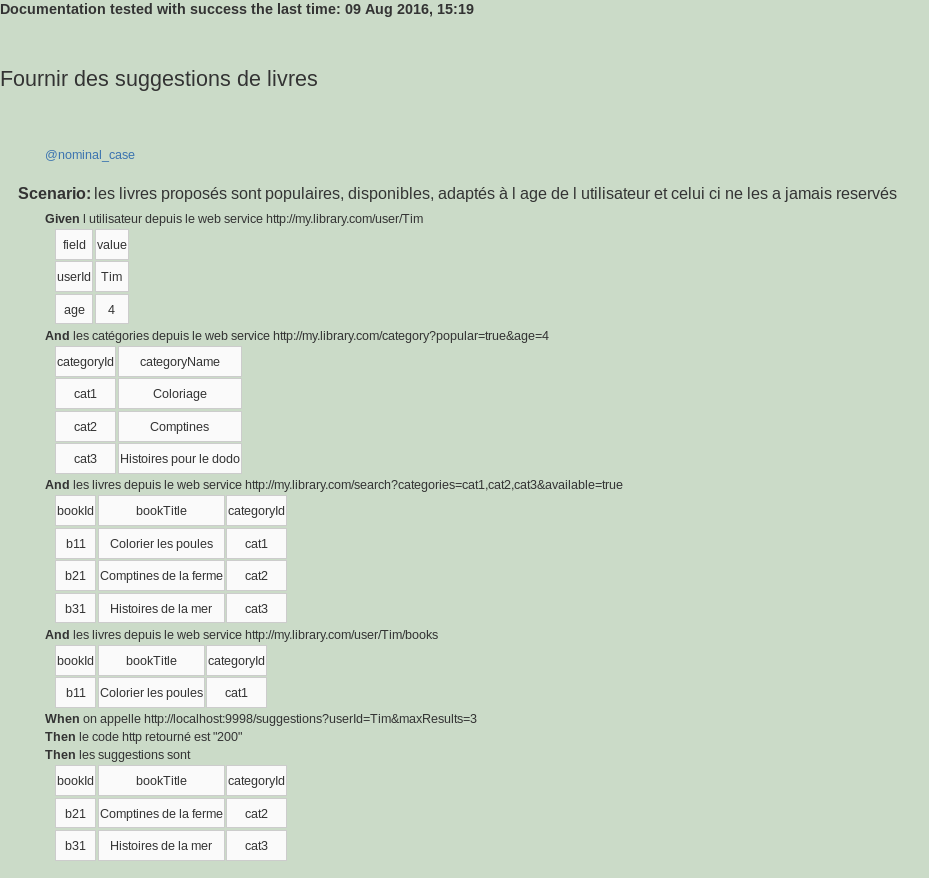 Documentation tested with success the last time: 09 Aug 2016, 15:19
Fournir des suggestions de livres
@nominal_case
Scenario: les livres proposés sont populaires, disponibles, adaptés à l age de l utilisateur et celui ci ne les a jamais reservés
Given l utilisateur depuis le web service http://my.library.com/user/Tim
field value
userId Tim
age 4
And les catégories depuis le web service http://my.library.com/category?popular=true&age=4
categoryId categoryName
cat1 Coloriage
cat2 Comptines
cat3 Histoires pour le dodo
And les livres depuis le web service http://my.library.com/search?categories=cat1,cat2,cat3&available=true
bookId bookTitle categoryId
b11 Colorier les poules cat1
b21 Comptines de la ferme cat2
b31 Histoires de la mer cat3
And les livres depuis le web service http://my.library.com/user/Tim/books
bookId bookTitle categoryId
b11 Colorier les poules cat1
When on appelle http://localhost:9998/suggestions?userId=Tim&maxResults=3
Then le code http retourné est "200"
Then les suggestions sont
bookId bookTitle categoryId
b21 Comptines de la ferme cat2
b31 Histoires de la mer cat3